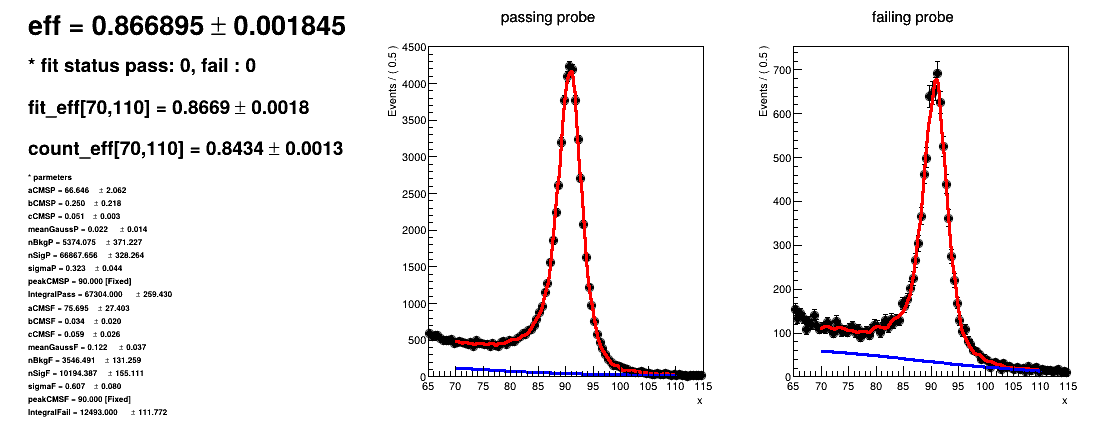 eff = 0.866895 ± 0.001845
* fit status pass: 0, fail : 0
fit_eff[70,110] = 0.8669 ± 0.0018
count_eff[70,110] = 0.8434 ± 0.0013
* parmeters
aCMSP = 66.646 ± 2.062
bCMSP = 0.250 ± 0.218
cCMSP = 0.051 ± 0.003
meanGaussP = 0.022 ± 0.014
nBkgP = 5374.075 ± 371.227
nSigP = 66867.656 ± 328.264
sigmaP = 0.323 ± 0.044
peakCMSP = 90.000 [Fixed]
IntegralPass = 67304.000 ± 259.430
aCMSF = 75.695 ± 27.403
bCMSF = 0.034 ± 0.020
cCMSF = 0.059 ± 0.026
meanGaussF = 0.122 ± 0.037
nBkgF = 3546.491 ± 131.259
nSigF = 10194.387 ± 155.111
sigmaF = 0.607 ± 0.080
peakCMSF = 90.000 [Fixed]
IntegralFail = 12493.000 ± 111.772
passing probe
Events / ( 0.5 )
4500
4000
3500
3000
2500
2000
1500
1000
500
0
65 70 75 80 85 90 95 100 105 110 115
x
failing probe
Events / ( 0.5 )
700
600
500
400
300
200
100
0
65 70 75 80 85 90 95 100 105 110 115
x